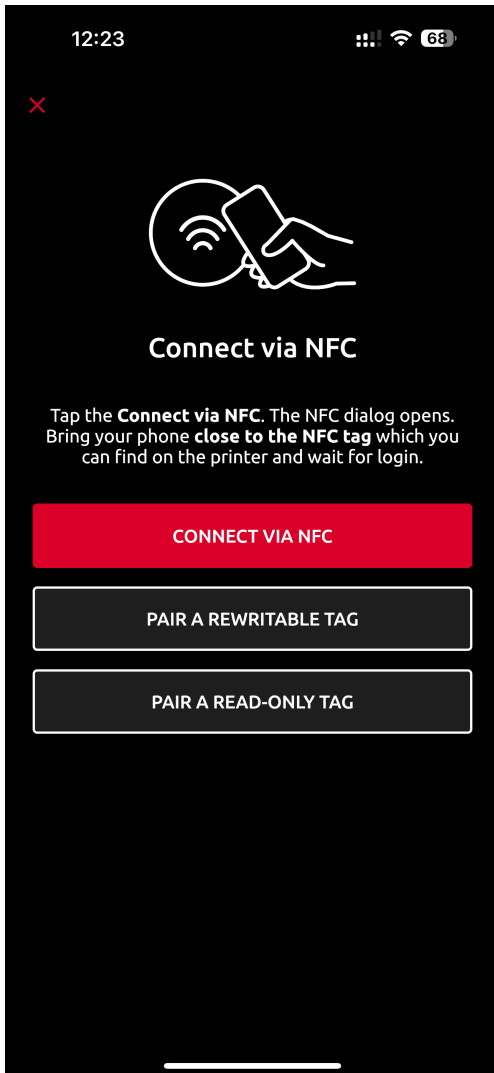 12:23
68
Connect via NFC
Tap the Connect via NFC. The NFC dialog opens.
Bring your phone close to the NFC tag which you
can find on the printer and wait for login.
CONNECT VIA NFC
PAIR A REWRITABLE TAG
PAIR A READ-ONLY TAG